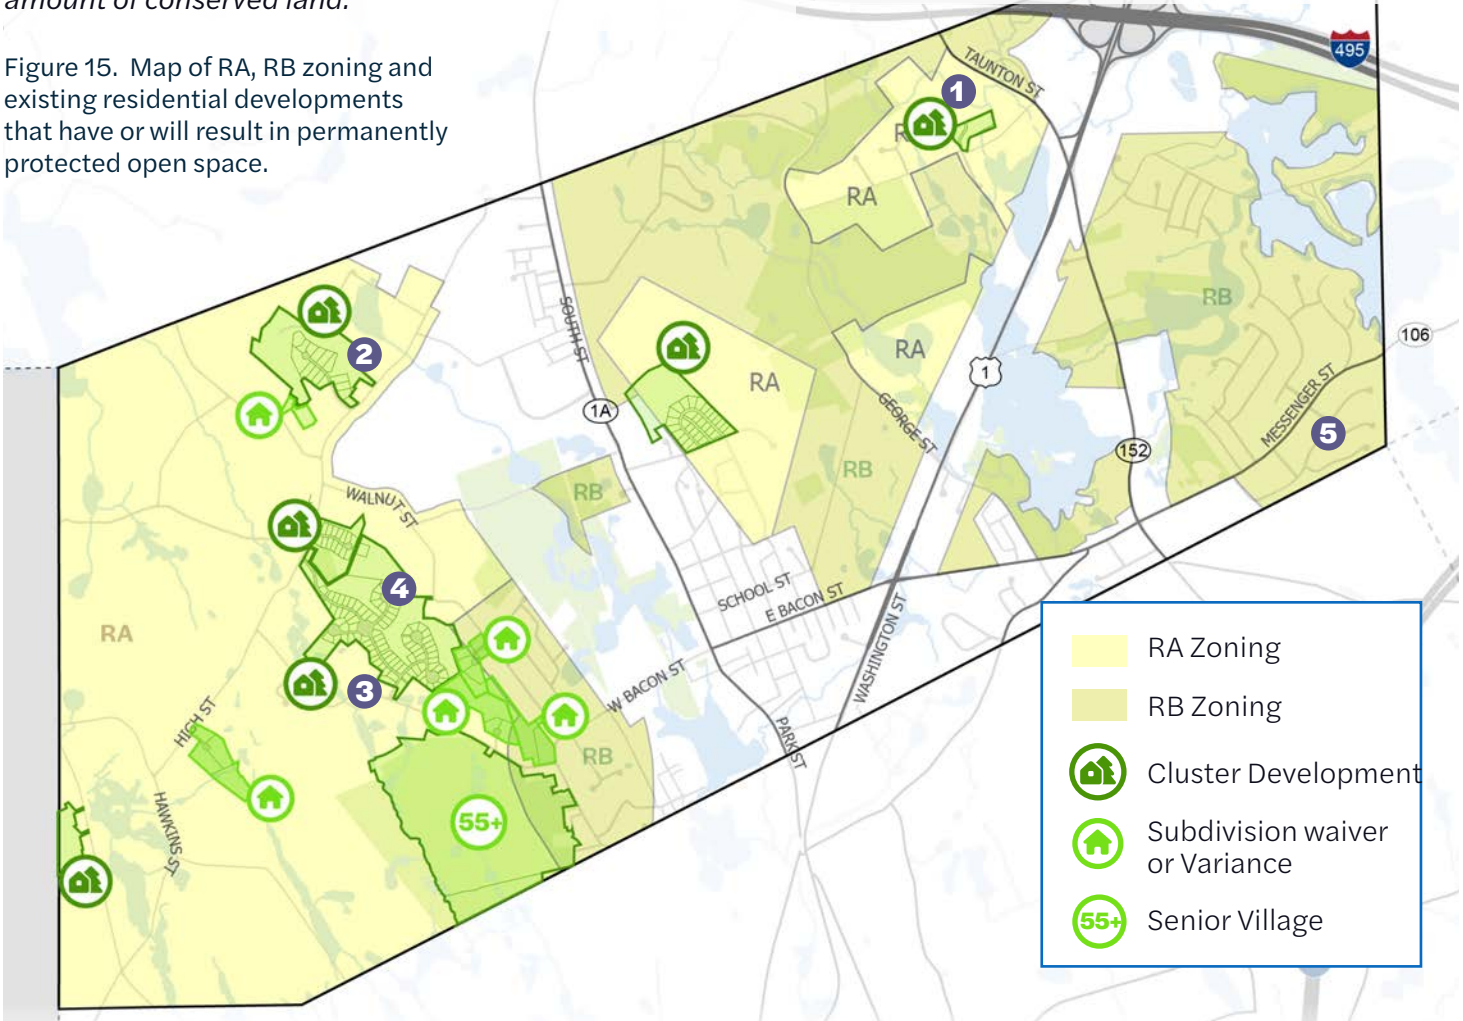 amount of conserved land.
Figure 15. Map of RA, RB zoning and
existing residential developments
that have or will result in permanently
protected open space.
495
TAUNTON ST
1
RA
SOUTH ST
2
RA
RA
RB
1
106
1A
GEORGE ST
MESSENGER ST
5
152
RB
RB
WALNUT ST
4
SCHOOL ST
E BACON ST
WASHINGTON ST
RA
3
W BACON ST
HIGH ST
PARK ST
RB
HAWKINS ST
55+
RA Zoning
RB Zoning
Cluster Development
Subdivision waiver
or Variance
55+
Senior Village